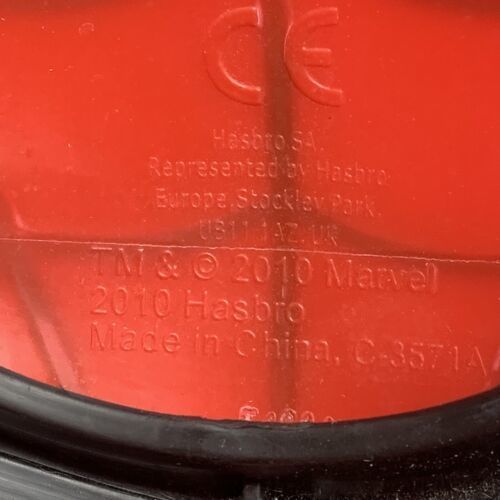 CE
Hasbro SA.
Represented by Hasbro
Europe, Stockley Park,
UB11 1AZ. UK
TM & © 2010 Marvel
2010 Hasbro
Made in China. C-3571A